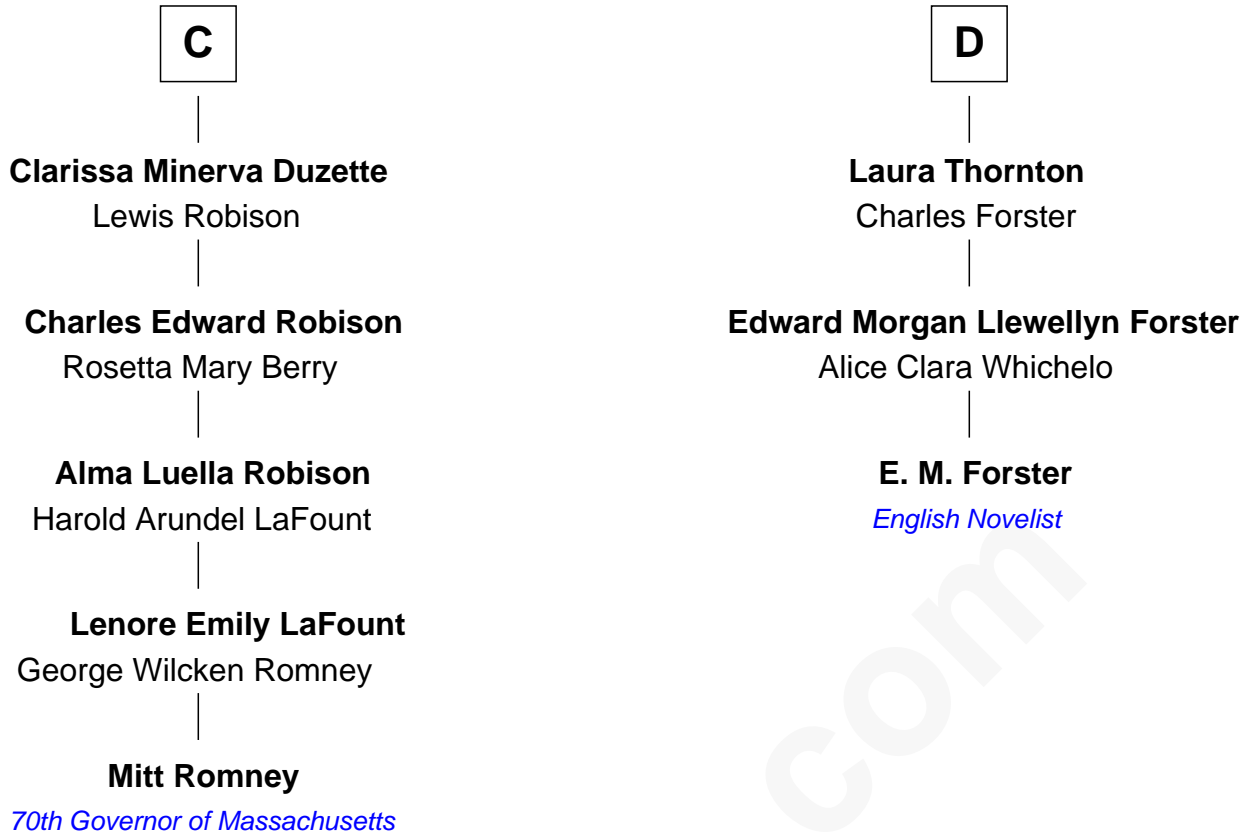 C
Clarissa Minerva Duzette
Lewis Robison
Charles Edward Robison
Rosetta Mary Berry
Alma Luella Robison
Harold Arundel LaFount
Lenore Emily LaFount
George Wilcken Romney
Mitt Romney
70th Governor of Massachusetts
D
Laura Thornton
Charles Forster
Edward Morgan Llewellyn Forster
Alice Clara Whichelo
E. M. Forster
English Novelist
com